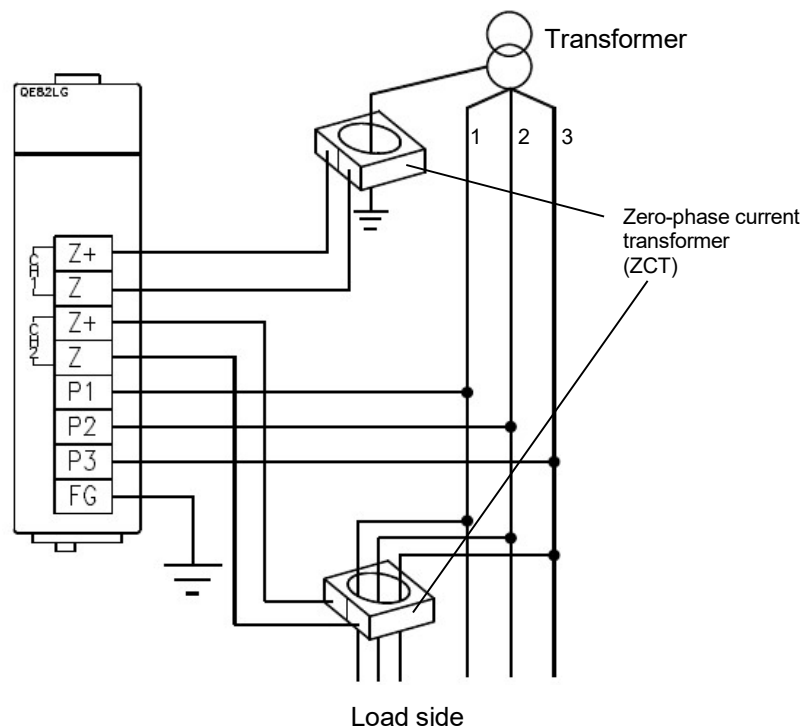 Transformer
QE82LG
1 2 3
Zero-phase current
transformer
(ZCT)
CH1
Z+
Z
CH2
Z+
Z
P1
P2
P3
FG
Load side